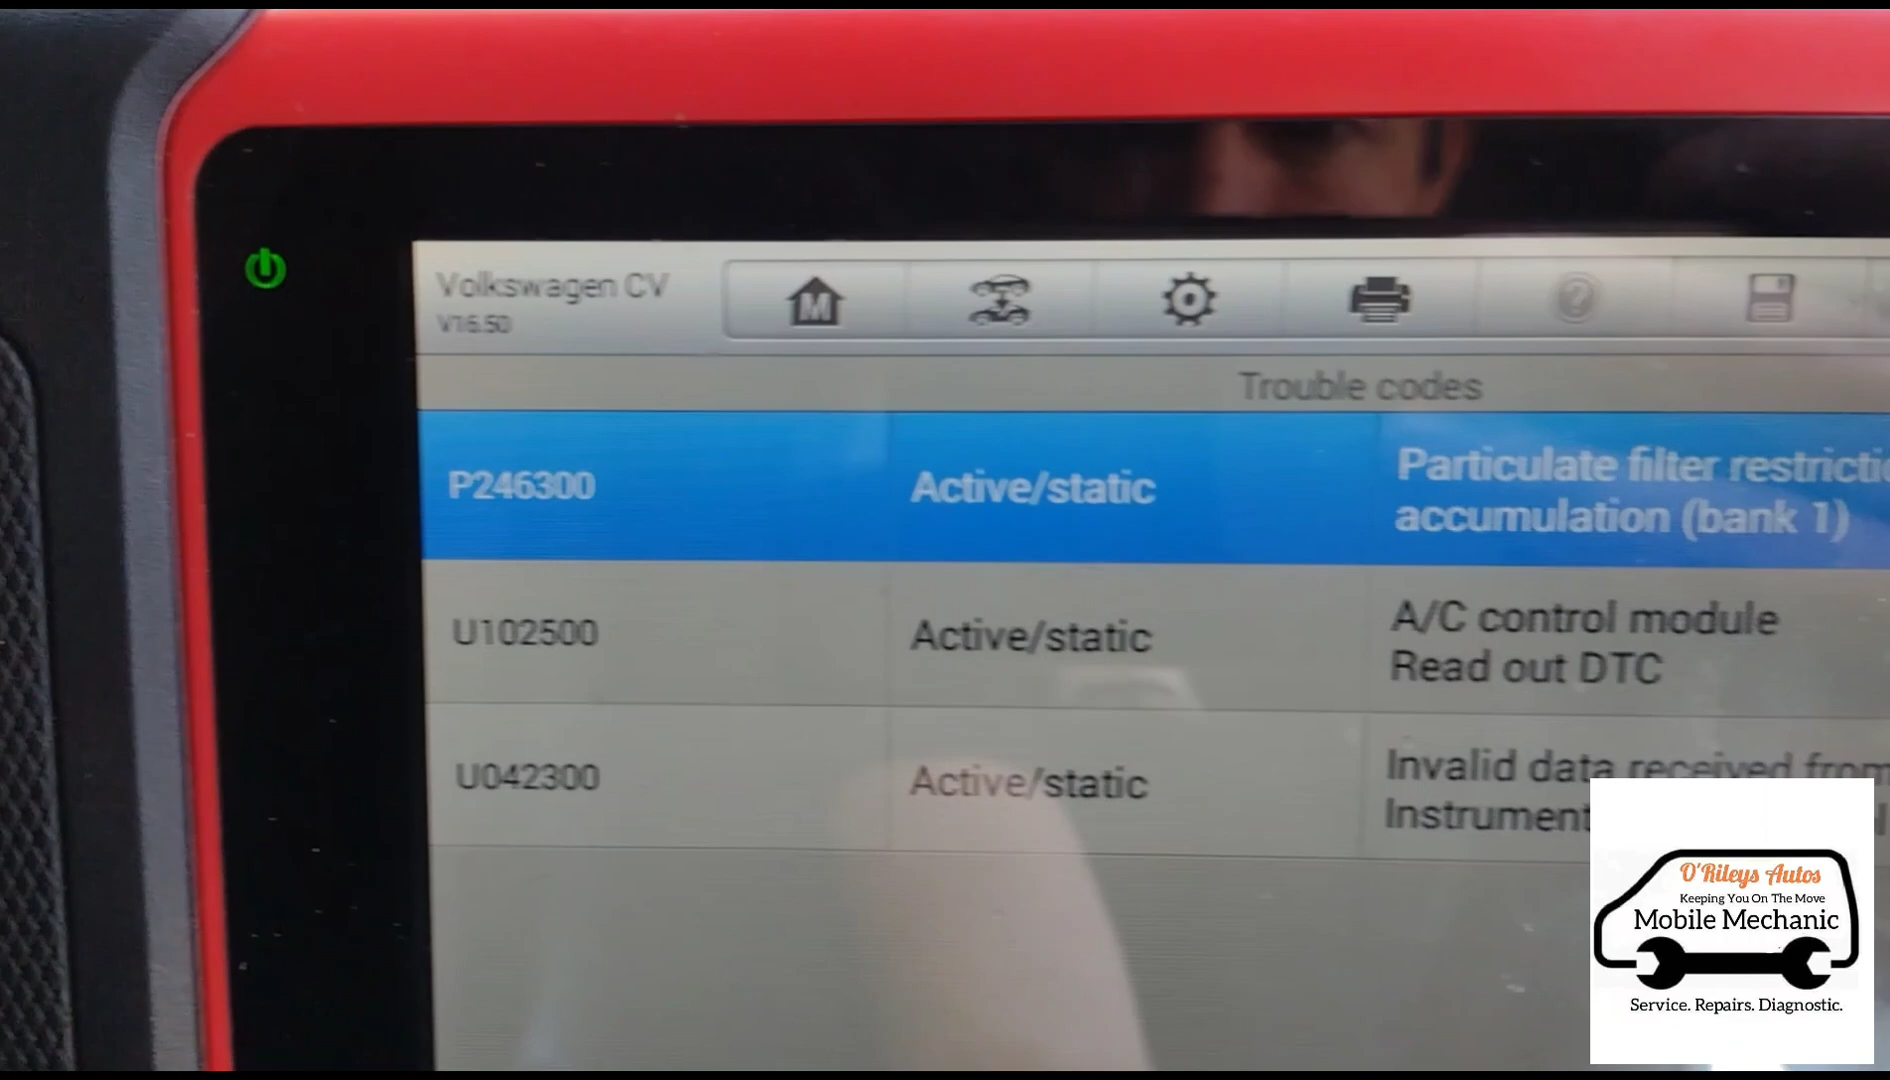 Volkswagen CV
V16.50
M
Trouble codes
P246300 Active/static Particulate filter restrictio
accumulation (bank 1)
U102500 Active/static A/C control module
Read out DTC
U042300 Active/static Invalid data received from
Instrument
O'Rileys Autos
Keeping You On The Move
Mobile Mechanic
Service. Repairs. Diagnostic.